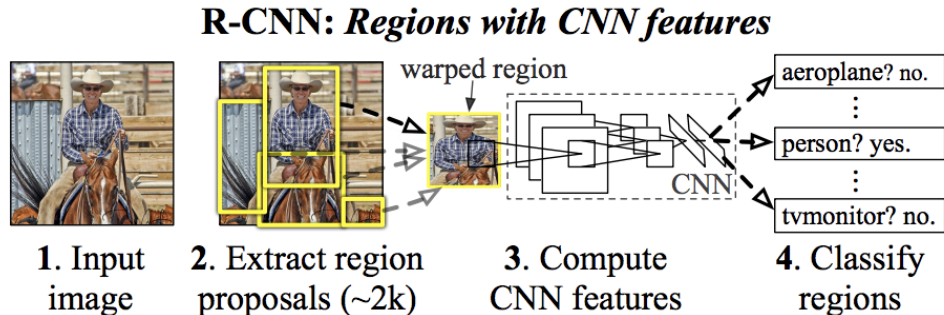 R-CNN: Regions with CNN features
warped region
aeroplane? no.
⋮
person? yes.
⋮
tvmonitor? no.
CNN
1. Input
image
2. Extract region
proposals (~2k)
3. Compute
CNN features
4. Classify
regions